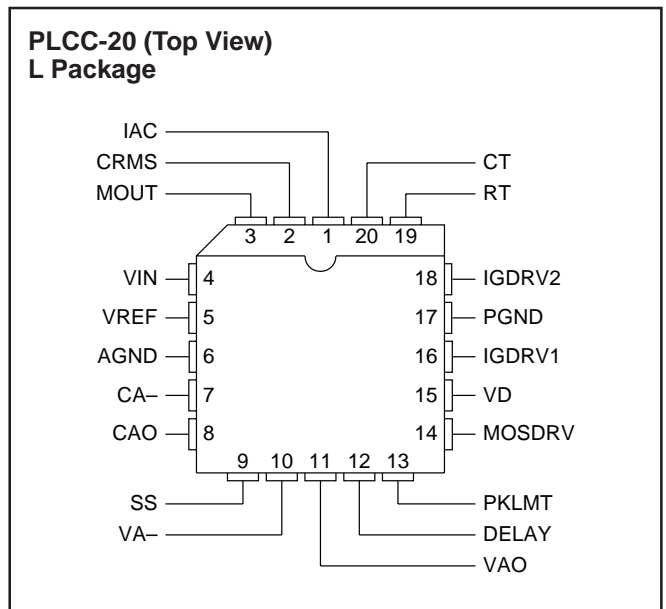 PLCC-20 (Top View)
L Package
IAC
CRMS
MOUT
CT
RT
3 2 1 20 19
VIN 4
VREF 5
AGND 6
CA– 7
CAO 8
18 IGDRV2
17 PGND
16 IGDRV1
15 VD
14 MOSDRV
9 10 11 12 13
SS
VA–
PKLMT
DELAY
VAO